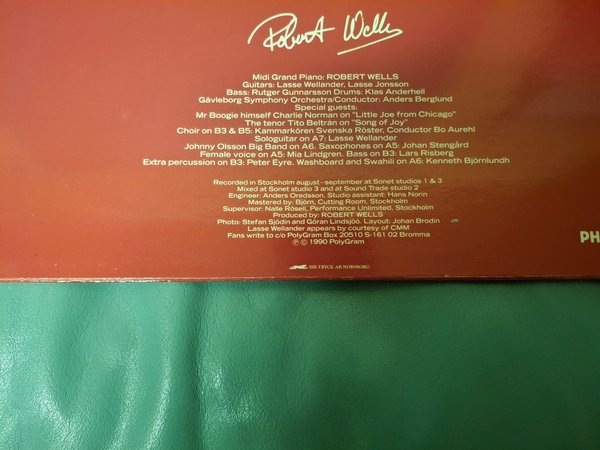 Robert Wells
Midi Grand Piano: ROBERT WELLS
Guitars: Lasse Wellander, Lasse Jonsson
Bass: Rutger Gunnarsson Drums: Klas Anderhell
Gävleborg Symphony Orchestra/Conductor: Anders Berglund
Special guests:
Mr Boogie himself Charlie Norman on "Little Joe from Chicago"
The tenor Tito Beltrán on "Song of Joy"
Choir on B3 & B5: Kammarkören Svenska Röster, Conductor Bo Aurehl
Sologuitar on A7: Lasse Wellander
Johnny Olsson Big Band on A6. Saxophones on A5: Johan Stengård
Female voice on A5: Mia Lindgren. Bass on B3: Lars Risberg
Extra percussion on B3: Peter Eyre. Washboard and Swahili on A6: Kenneth Björnlundh
Recorded in Stockholm august–september at Sonet studios 1 & 3
Mixed at Sonet studio 3 and at Sound Trade studio 2
Engineer: Anders Oredsson. Studio assistant: Hans Norin
Mastered by: Björn, Cutting Room, Stockholm
Supervisor: Nalle Rösell, Performance Unlimited, Stockholm
Produced by: ROBERT WELLS
Photo: Stefan Sjödin and Göran Lindsjöö. Layout: Johan Brodin
Lasse Wellander appears by courtesy of CMM
Fans write to c/o PolyGram Box 20510 S-161 02 Bromma
℗ © 1990 PolyGram
PH
SIB-TRYCK AB NORSBORG